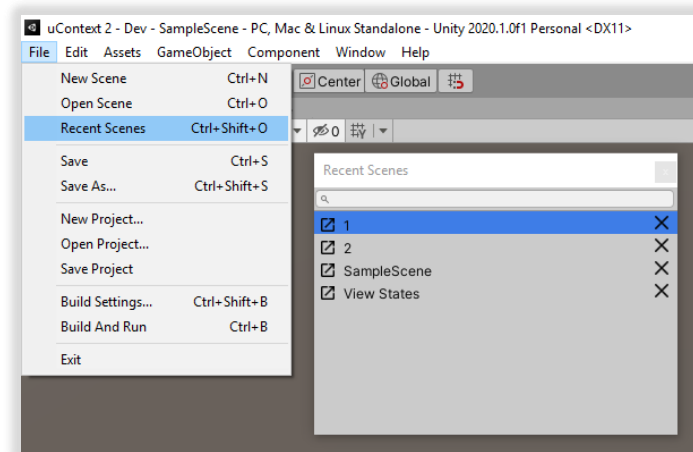 uContext 2 - Dev - SampleScene - PC, Mac & Linux Standalone - Unity 2020.1.0f1 Personal <DX11>
File Edit Assets GameObject Component Window Help
New Scene Ctrl+N
Open Scene Ctrl+O
Recent Scenes Ctrl+Shift+O
Save Ctrl+S
Save As... Ctrl+Shift+S
New Project...
Open Project...
Save Project
Build Settings... Ctrl+Shift+B
Build And Run Ctrl+B
Exit
Center Global
0
Recent Scenes
1
2
SampleScene
View States